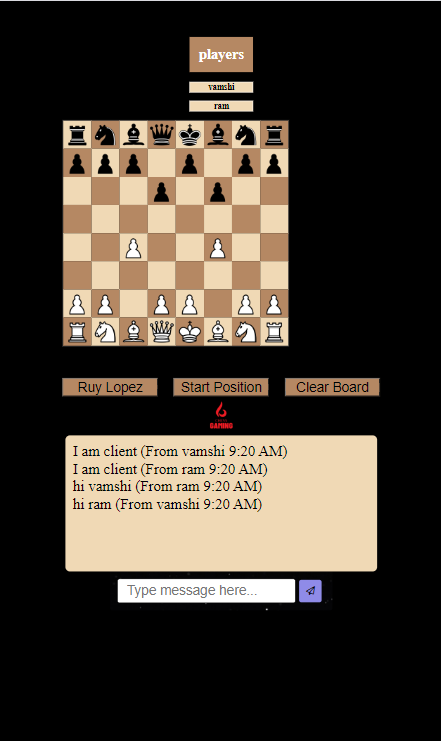 players
vamshi
ram
Ruy Lopez
Start Position
Clear Board
GAMING
I am client (From vamshi 9:20 AM)
I am client (From ram 9:20 AM)
hi vamshi (From ram 9:20 AM)
hi ram (From vamshi 9:20 AM)
Type message here...